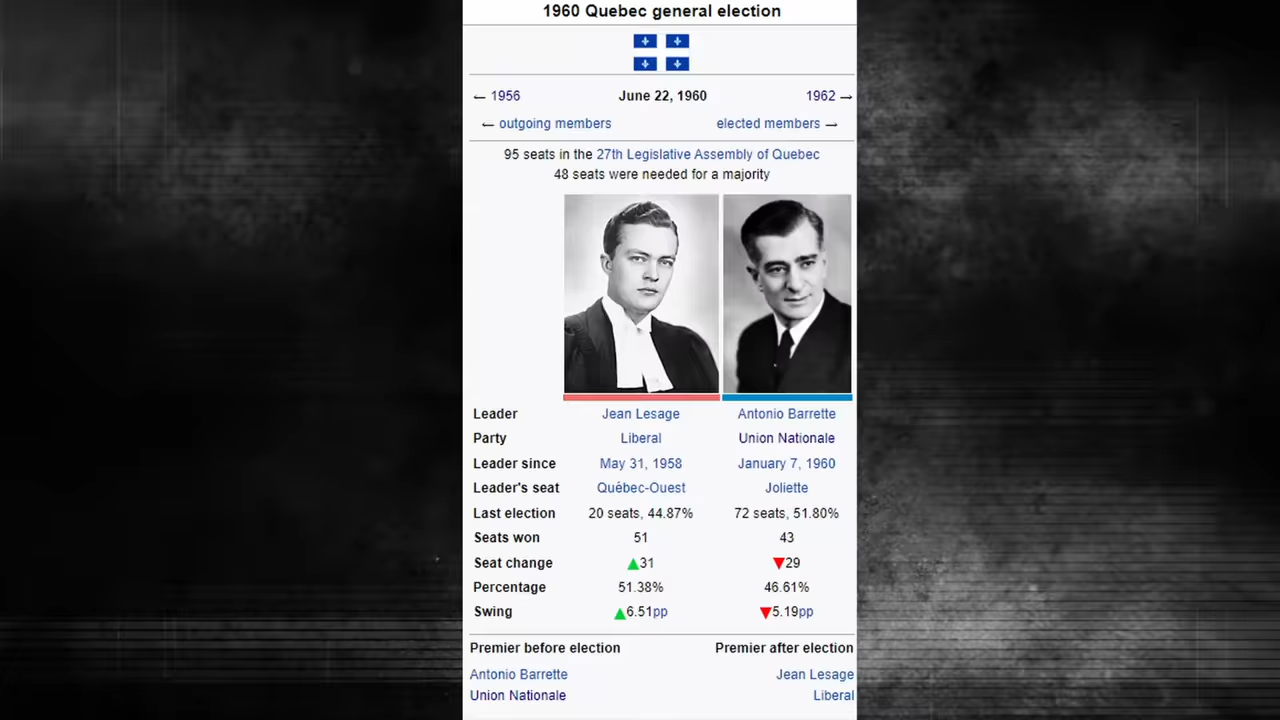 1960 Quebec general election
← 1956 June 22, 1960 1962 →
← outgoing members elected members →
95 seats in the 27th Legislative Assembly of Quebec
48 seats were needed for a majority
Leader Jean Lesage Antonio Barrette
Party Liberal Union Nationale
Leader since May 31, 1958 January 7, 1960
Leader's seat Québec-Ouest Joliette
Last election 20 seats, 44.87% 72 seats, 51.80%
Seats won 51 43
Seat change ▲31 ▼29
Percentage 51.38% 46.61%
Swing ▲6.51pp ▼5.19pp
Premier before election Premier after election
Antonio Barrette Jean Lesage
Union Nationale Liberal